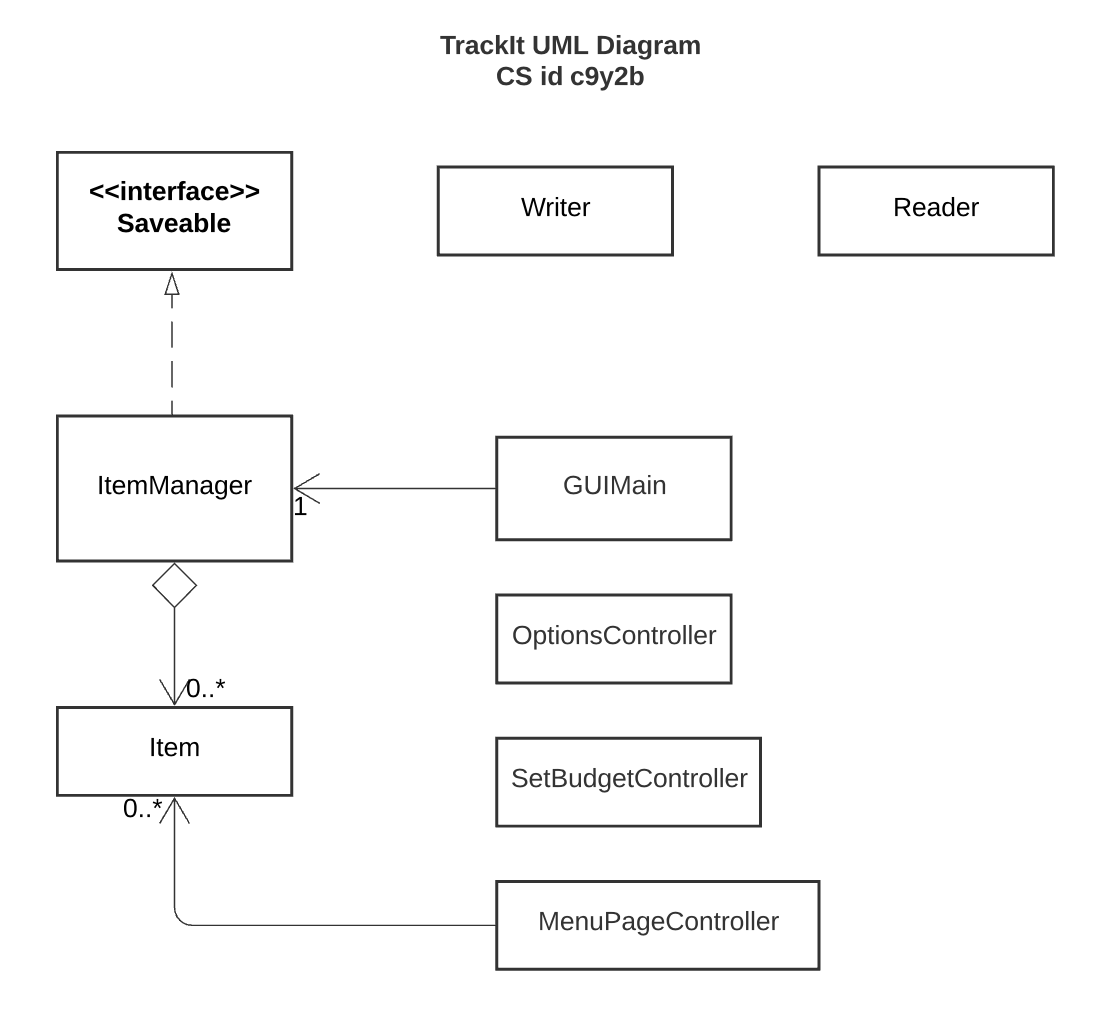 TrackIt UML Diagram
CS id c9y2b
<<interface>>
Saveable
Writer
Reader
ItemManager
1
GUIMain
OptionsController
0..*
Item
SetBudgetController
0..*
MenuPageController